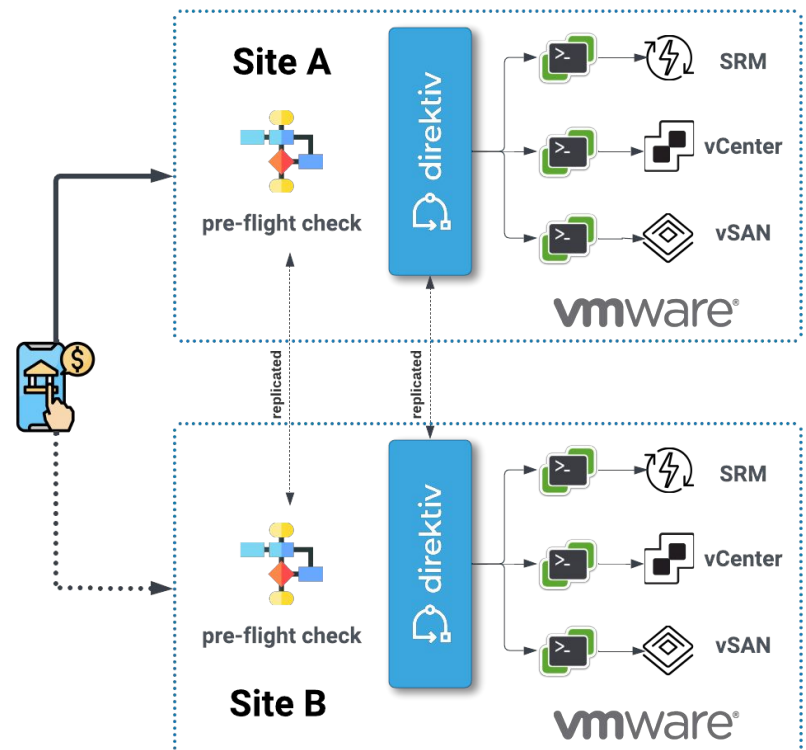 Site A
pre-flight check
direktiv
>_
SRM
>_
vCenter
>_
vSAN
vmware®
replicated
replicated
$
pre-flight check
Site B
direktiv
>_
SRM
>_
vCenter
>_
vSAN
vmware®